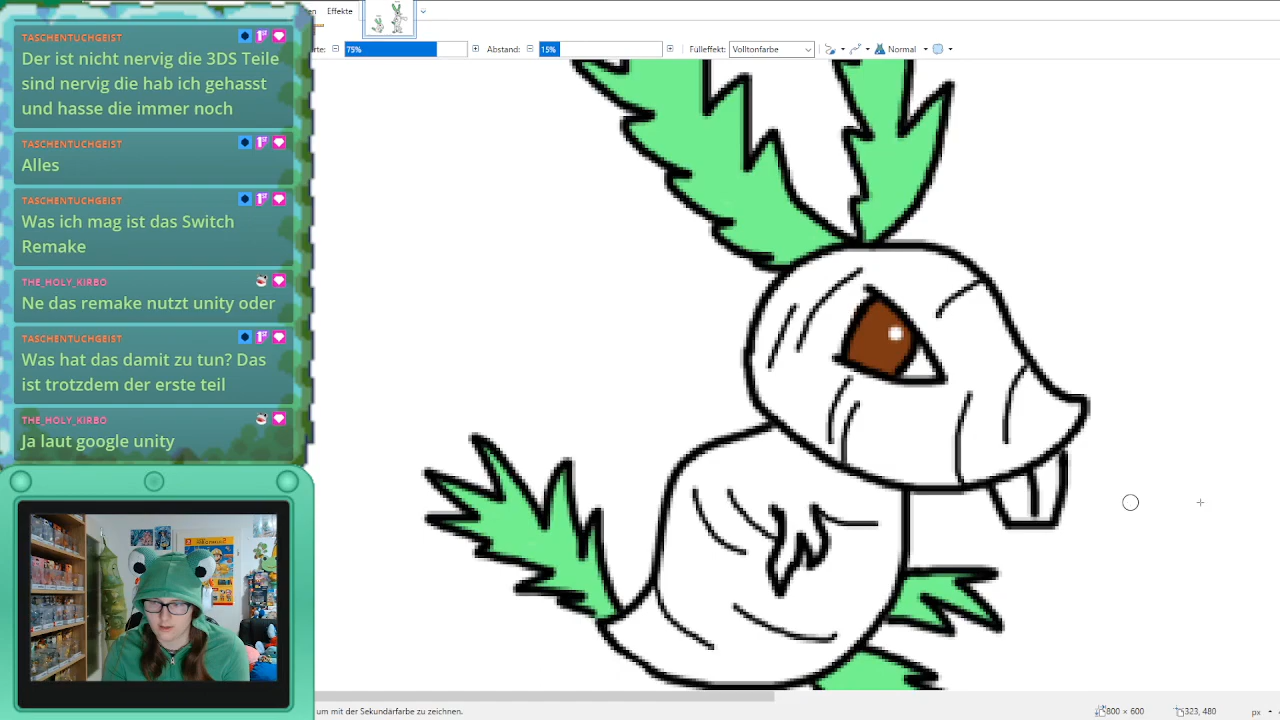 TASCHENTUCHGEIST
Der ist nicht nervig die 3DS Teile
sind nervig die hab ich gehasst
und hasse die immer noch
TASCHENTUCHGEIST
Alles
TASCHENTUCHGEIST
Was ich mag ist das Switch
Remake
THE_HOLY_KIRBO
Ne das remake nutzt unity oder
TASCHENTUCHGEIST
Was hat das damit zu tun? Das
ist trotzdem der erste teil
THE_HOLY_KIRBO
Ja laut google unity
Effekte
75%
Abstand:
15%
Fülleffekt:
Volltonfarbe
Normal
um mit der Sekundärfarbe zu zeichnen.
800 × 600
323, 480
px